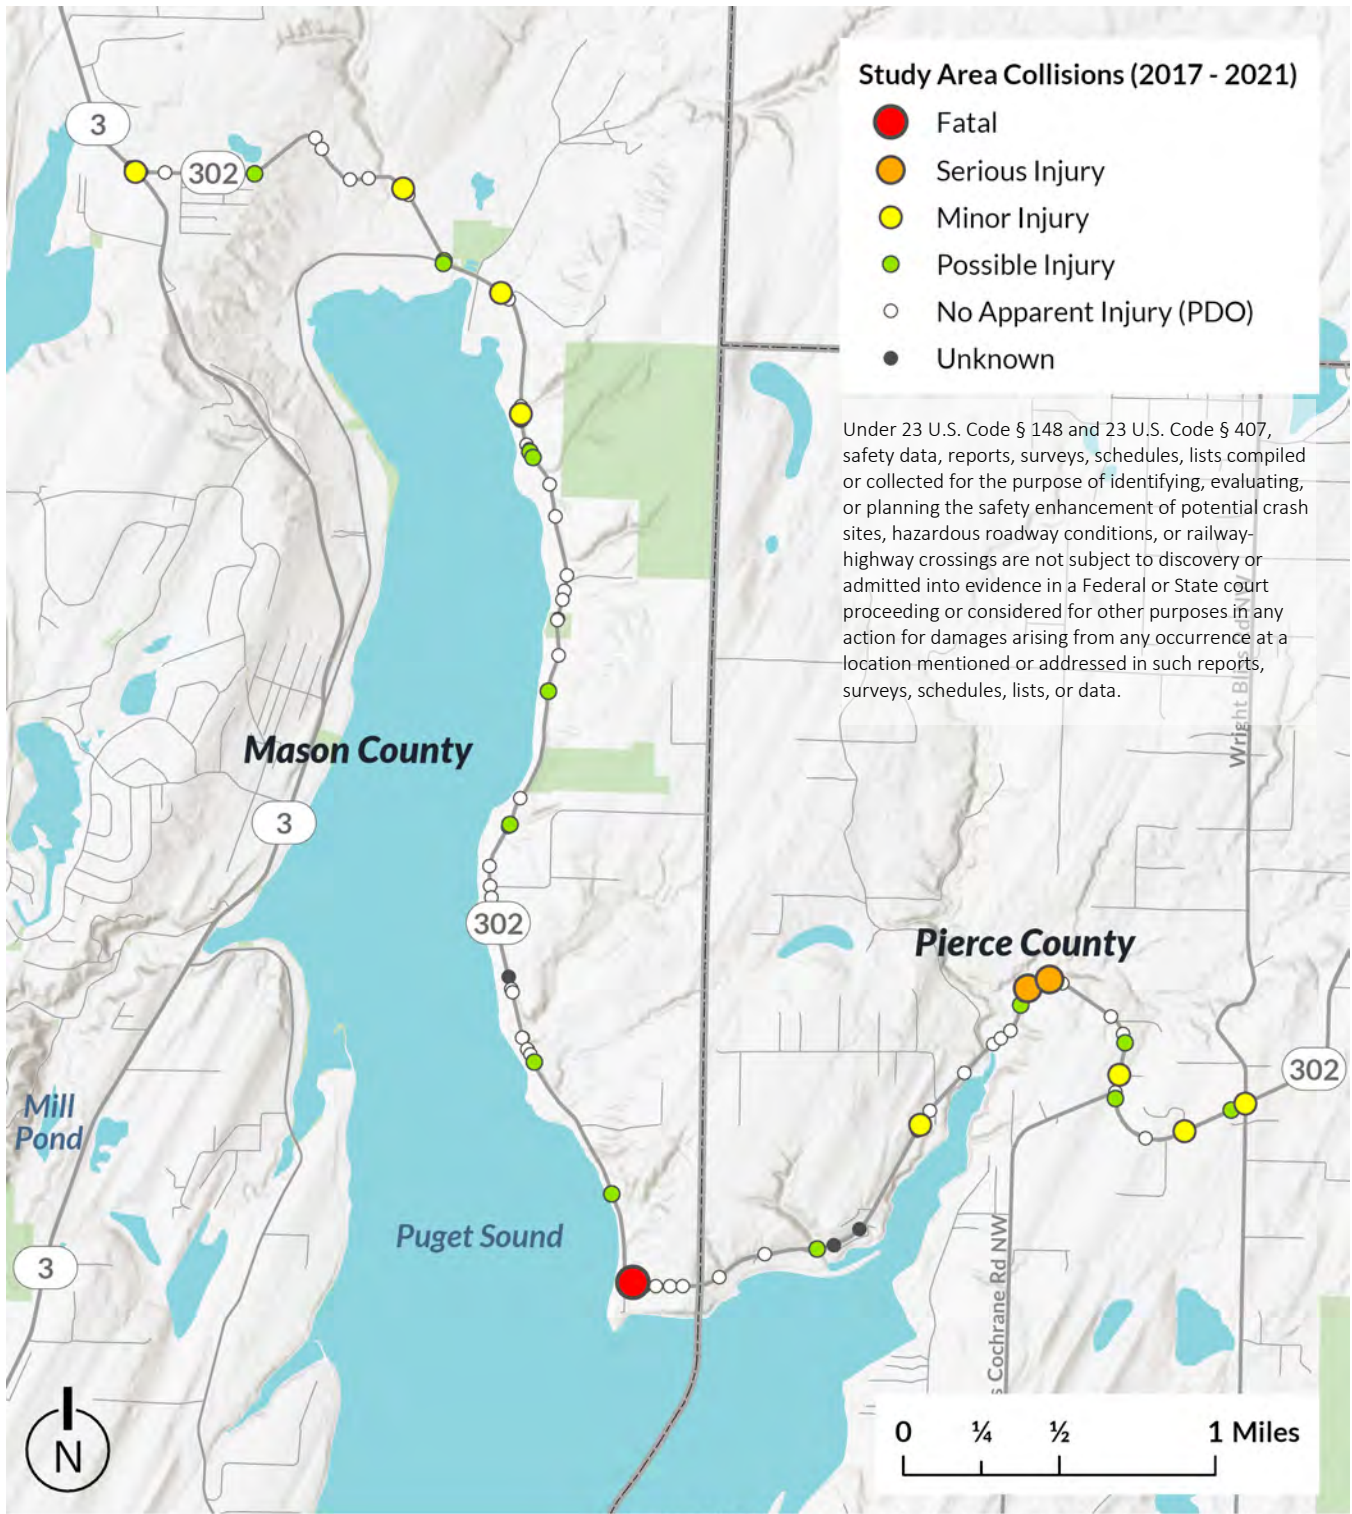 Study Area Collisions (2017 - 2021)
Fatal
Serious Injury
Minor Injury
Possible Injury
No Apparent Injury (PDO)
Unknown
Under 23 U.S. Code § 148 and 23 U.S. Code § 407,
safety data, reports, surveys, schedules, lists compiled
or collected for the purpose of identifying, evaluating,
or planning the safety enhancement of potential crash
sites, hazardous roadway conditions, or railway-
highway crossings are not subject to discovery or
admitted into evidence in a Federal or State court
proceeding or considered for other purposes in any
action for damages arising from any occurrence at a
location mentioned or addressed in such reports,
surveys, schedules, lists, or data.
3
302
Wright Bliss Rd NW
Mason County
3
302
Pierce County
302
Mill
Pond
Puget Sound
3
s Cochrane Rd NW
N
0 ¼ ½ 1 Miles